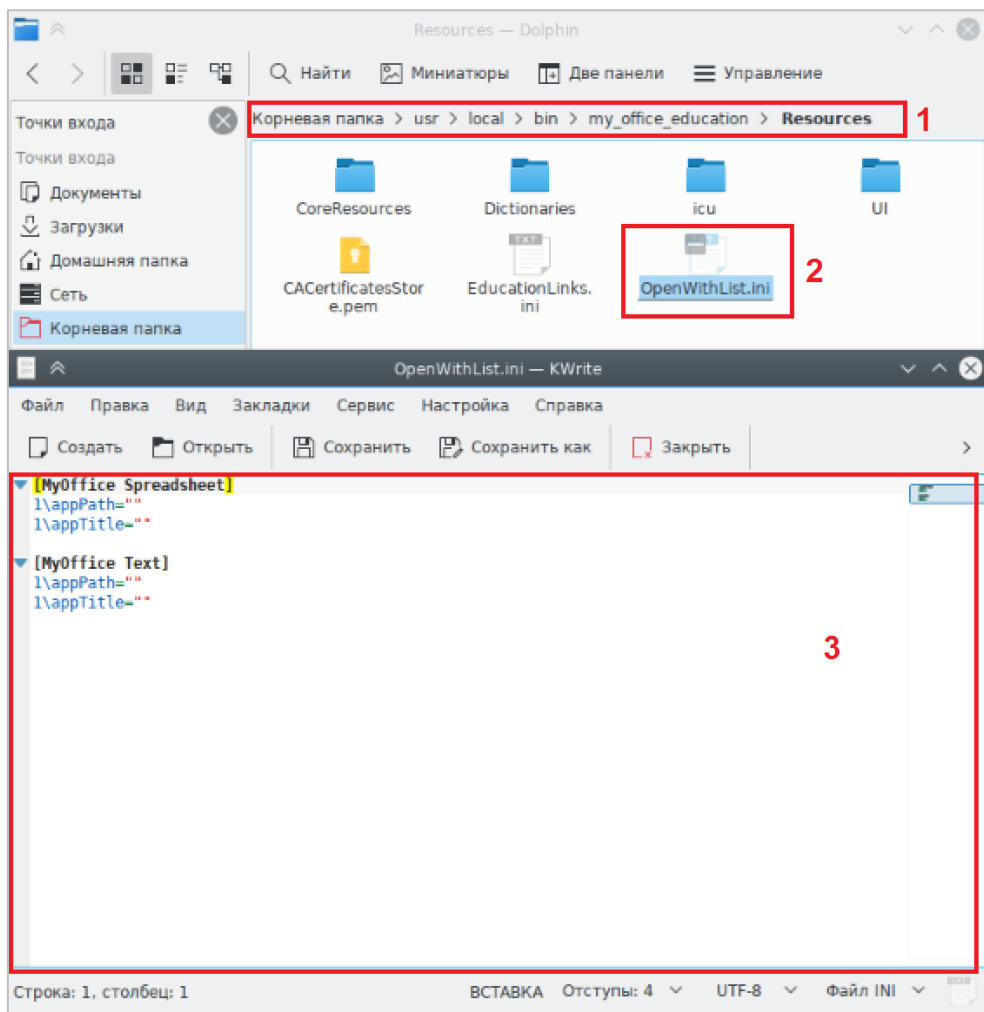 Resources — Dolphin
Найти Миниатюры Две панели Управление
Точки входа
Корневая папка > usr > local > bin > my_office_education > Resources 1
Точки входа
Документы
Загрузки
Домашняя папка
Сеть
Корневая папка
CoreResources Dictionaries icu UI
TXT
CACertificatesStor
e.pem
EducationLinks.
ini
OpenWithList.ini
2
OpenWithList.ini — KWrite
Файл Правка Вид Закладки Сервис Настройка Справка
Создать Открыть Сохранить Сохранить как Закрыть >
[MyOffice Spreadsheet]
1\appPath=""
1\appTitle=""
[MyOffice Text]
1\appPath=""
1\appTitle=""
3
Строка: 1, столбец: 1 ВСТАВКА Отступы: 4 UTF-8 Файл INI